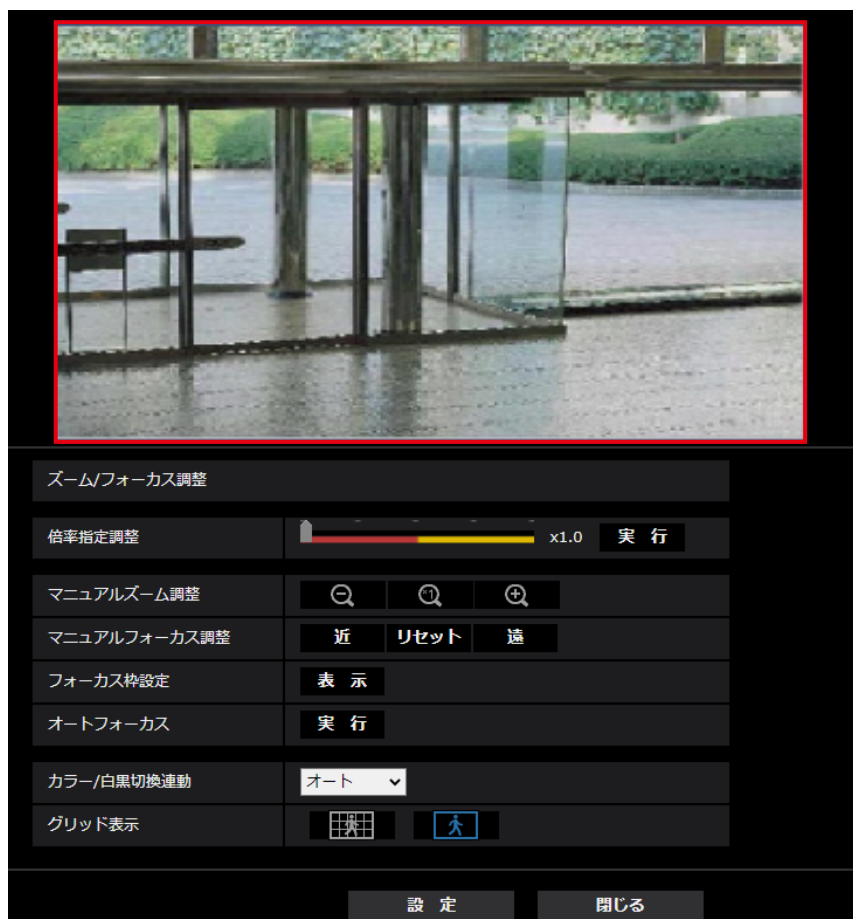 ズーム/フォーカス調整
倍率指定調整 x1.0 実 行
マニュアルズーム調整 ×1
マニュアルフォーカス調整 近 リセット 遠
フォーカス枠設定 表 示
オートフォーカス 実 行
カラー/白黒切換連動 オート
グリッド表示
設 定 閉じる